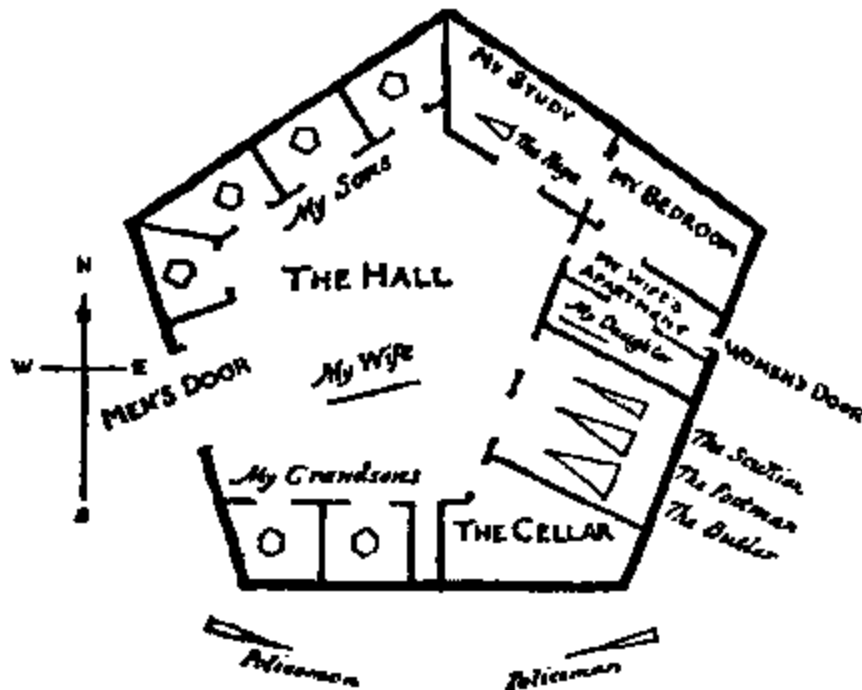 MY STUDY
The Page
MY BEDROOM
My Sons
THE HALL
MY WIFE'S
APARTMENT
My Daughter
WOMEN'S DOOR
N
W
E
S
MEN'S DOOR
My Wife
My Grandsons
THE CELLAR
The Scullion
The Footman
The Butler
Policeman
Policeman